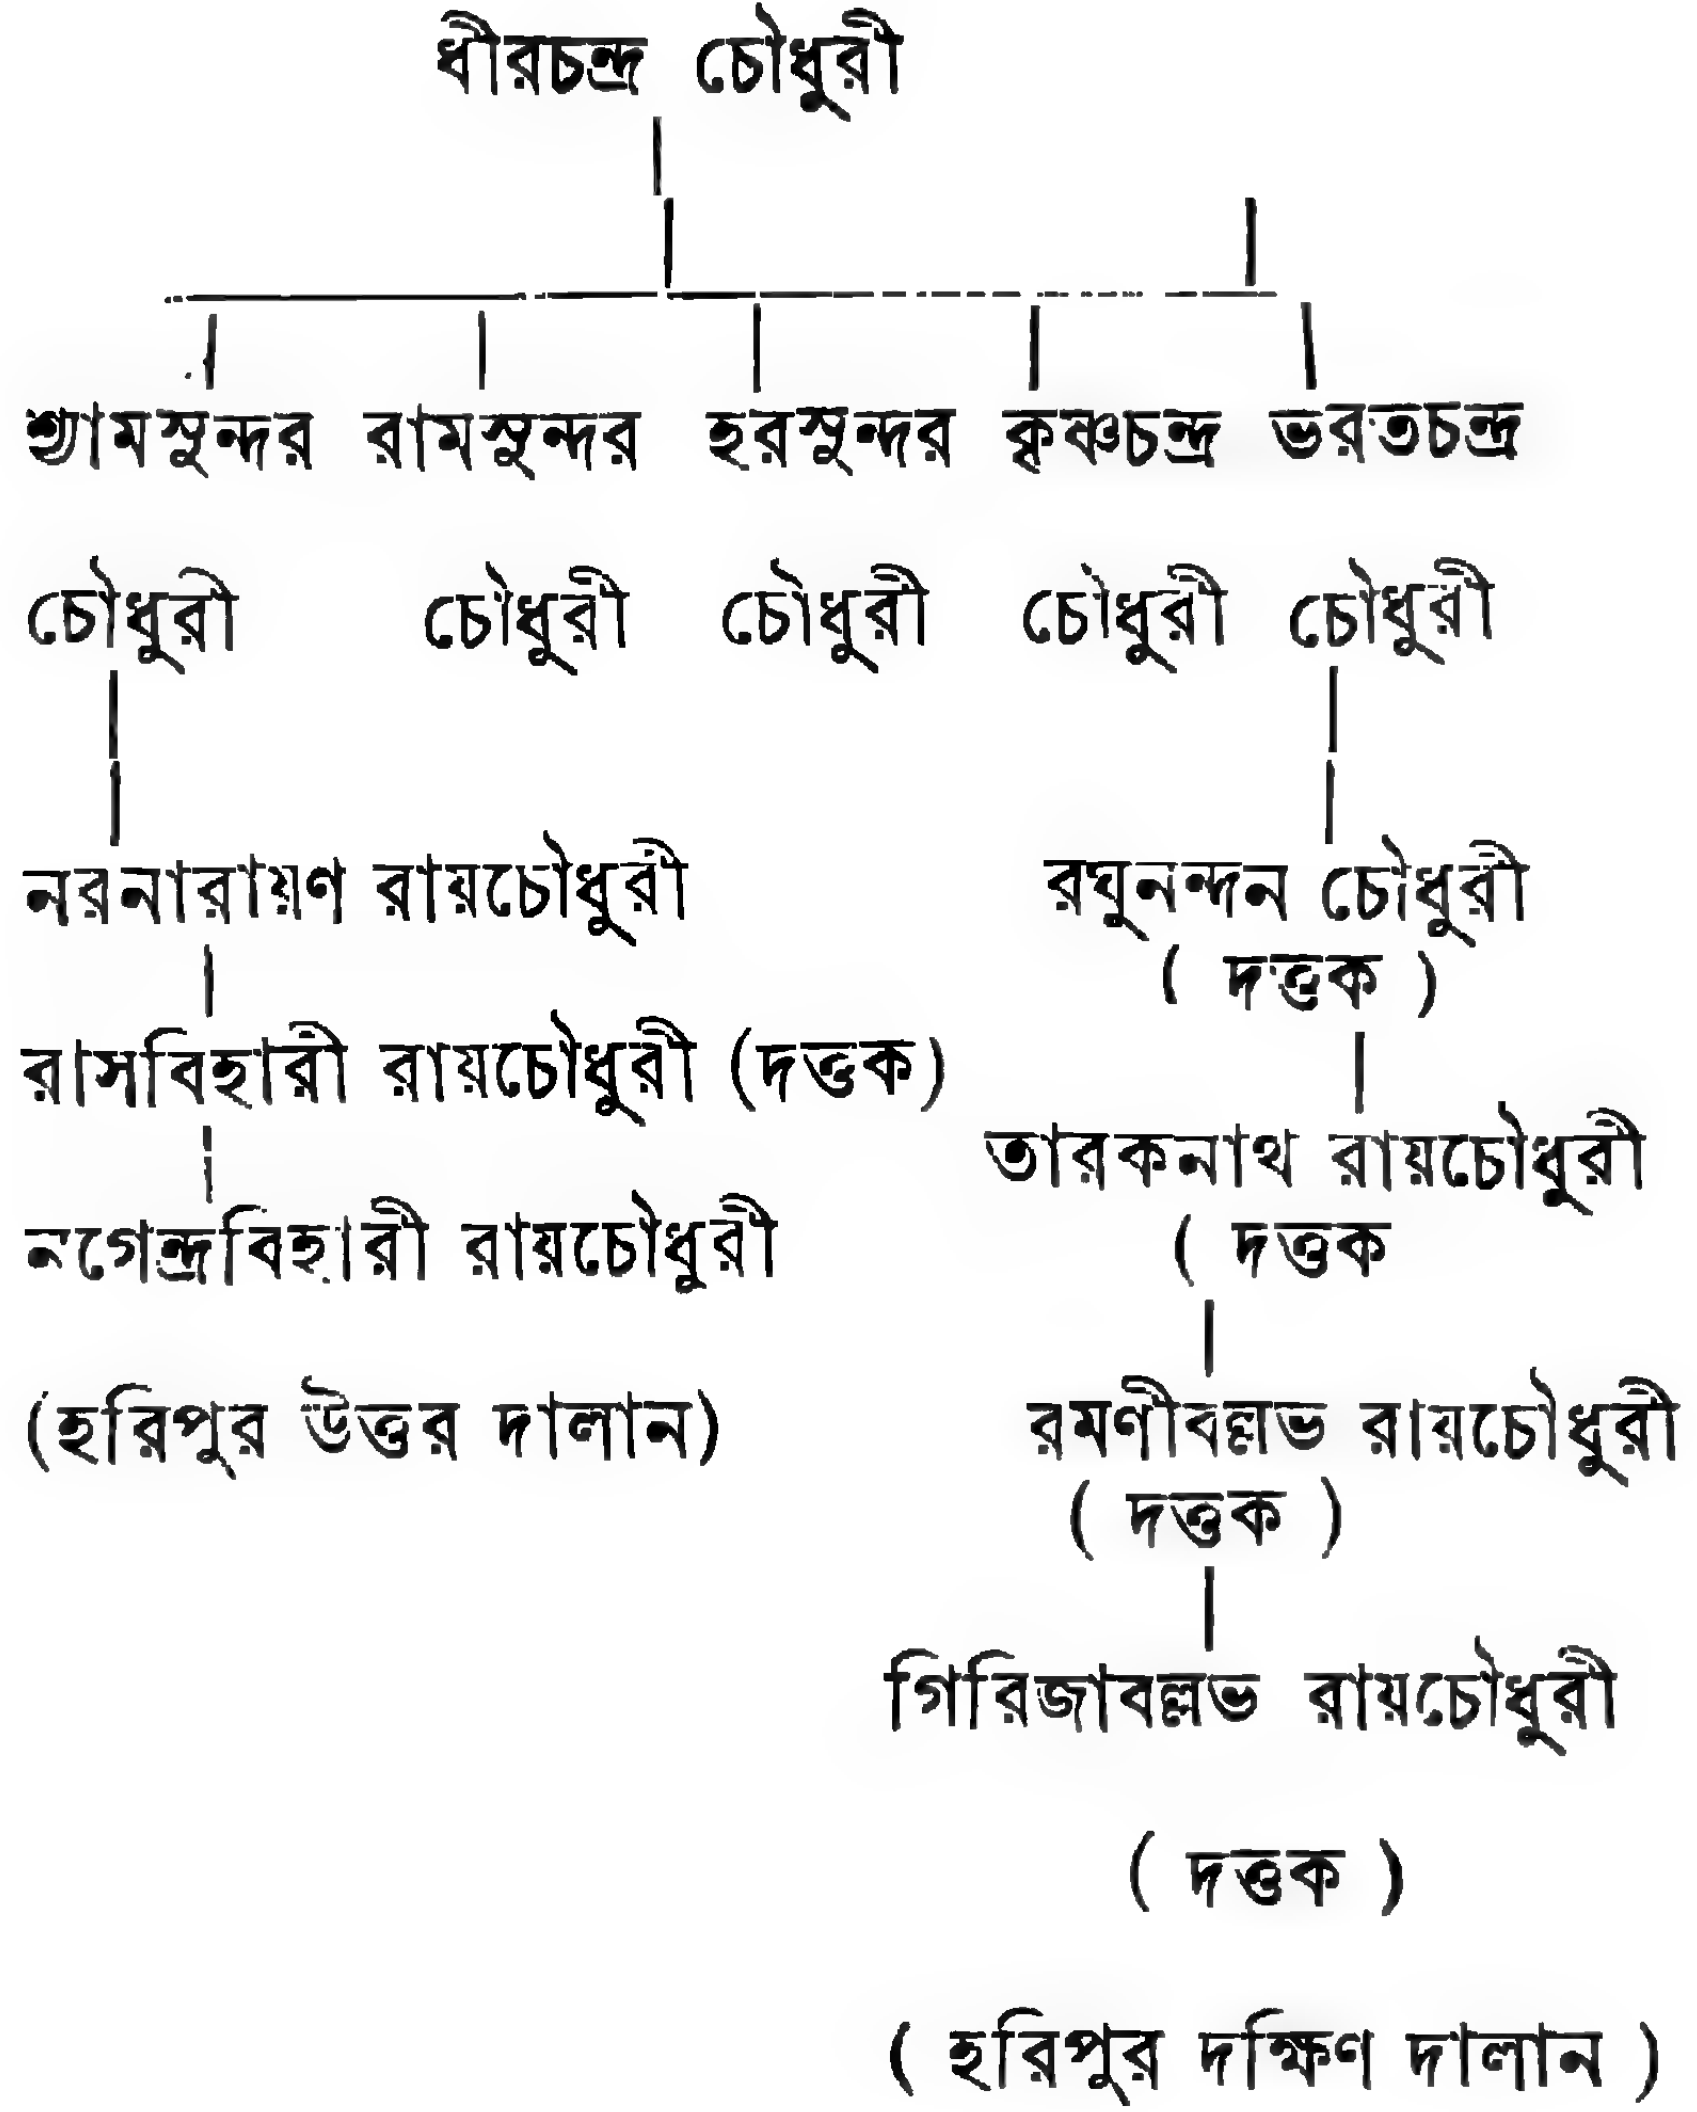 ধীরচন্দ্র চৌধুরী
শ্যামসুন্দর রামসুন্দর হরসুন্দর কৃষ্ণচন্দ্র ভরতচন্দ্র
চৌধুরী চৌধুরী চৌধুরী চৌধুরী চৌধুরী
নরনারায়ণ রায়চৌধুরী রঘুনন্দন চৌধুরী
( দত্তক )
রাসবিহারী রায়চৌধুরী (দত্তক)
তারকনাথ রায়চৌধুরী
নগেন্দ্রবিহারী রায়চৌধুরী ( দত্তক
(হরিপুর উত্তর দালান) রমণীবল্লভ রায়চৌধুরী
( দত্তক )
গিরিজাবল্লভ রায়চৌধুরী
( দত্তক )
( হরিপুর দক্ষিণ দালান )